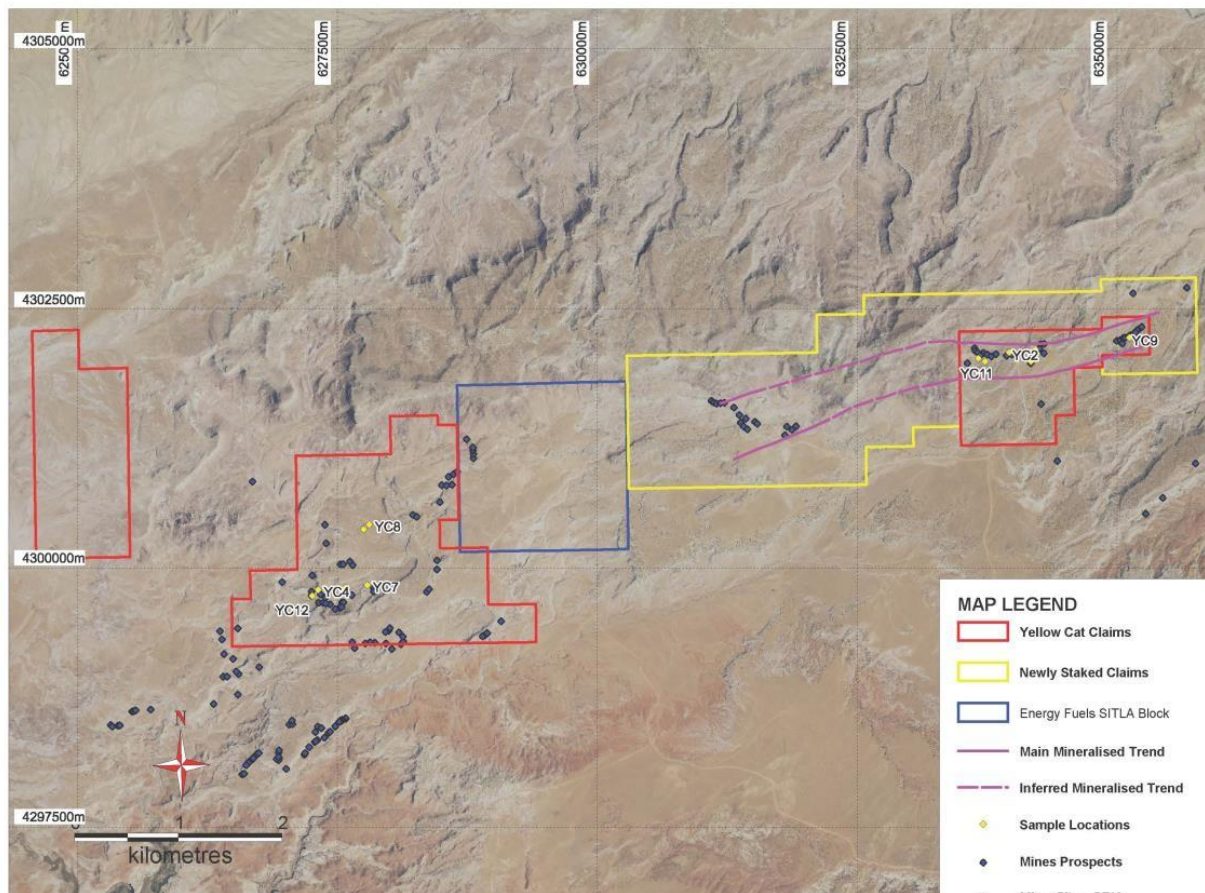 625000m
627500m
630000m
632500m
635000m
4305000m
4302500m
YC9
YC2
YC11
YC8
4300000m
YC4
YC7
YC12
N
4297500m
0 1 2
kilometres
MAP LEGEND
Yellow Cat Claims
Newly Staked Claims
Energy Fuels SITLA Block
Main Mineralised Trend
Inferred Mineralised Trend
Sample Locations
Mines Prospects